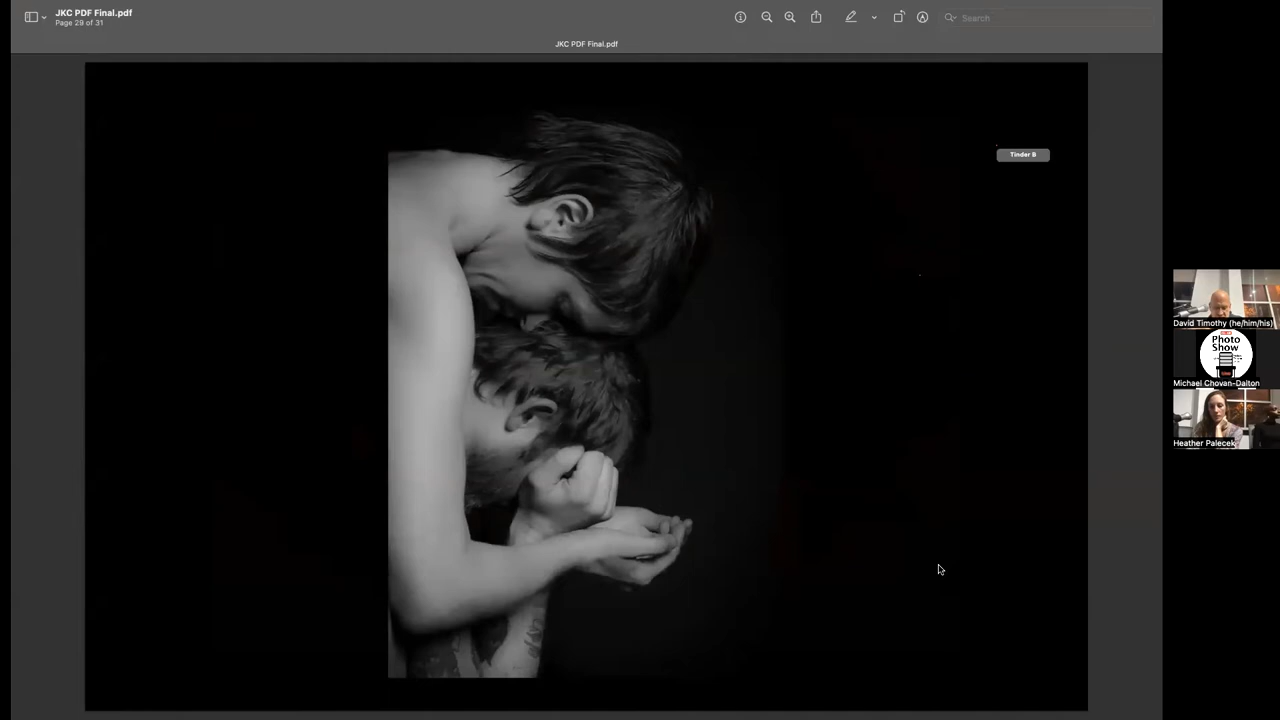 JKC PDF Final.pdf
Page 29 of 31
Search
JKC PDF Final.pdf
Tinder B
David Timothy (he/him/his)
Photo
Show
Michael Chovan-Dalton
Heather Palecek